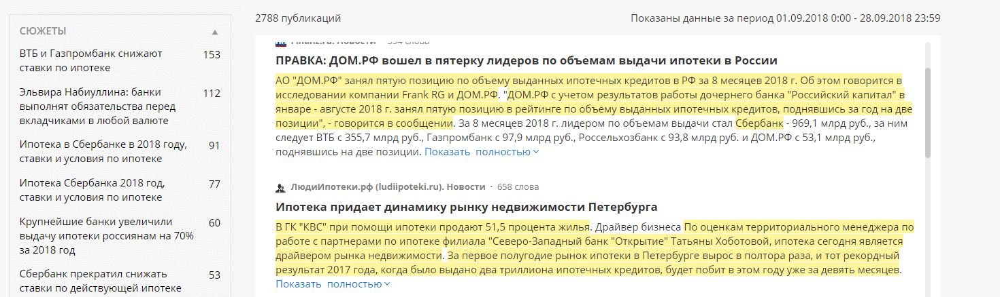 СЮЖЕТЫ
ВТБ и Газпромбанк снижают 153
ставки по ипотеке
Эльвира Набиуллина: банки 112
выполнят обязательства перед
вкладчиками в любой валюте
Ипотека в Сбербанке в 2018 году, 91
ставки и условия по ипотеке
Ипотека Сбербанка 2018 год, 77
ставки и условия по ипотеке
Крупнейшие банки увеличили 60
выдачу ипотеки россиянам на 70%
за 2018 год
Сбербанк прекратил снижать 53
ставки по действующей ипотеке
2788 публикаций Показаны данные за период 01.09.2018 0:00 - 28.09.2018 23:59
Finanz.ru. Новости · 334 слова
ПРАВКА: ДОМ.РФ вошел в пятерку лидеров по объемам выдачи ипотеки в России
АО "ДОМ.РФ" занял пятую позицию по объему выданных ипотечных кредитов в РФ за 8 месяцев 2018 г. Об этом говорится в
исследовании компании Frank RG и ДОМ.РФ. "ДОМ.РФ с учетом результатов работы дочернего банка "Российский капитал" в
январе - августе 2018 г. занял пятую позицию в рейтинге по объему выданных ипотечных кредитов, поднявшись за год на две
позиции", - говорится в сообщении. За 8 месяцев 2018 г. лидером по объемам выдачи стал Сбербанк - 969,1 млрд руб., за ним
следует ВТБ с 355,7 млрд руб., Газпромбанк с 97,9 млрд руб., Россельхозбанк с 93,8 млрд руб. и ДОМ.РФ с 53,1 млрд руб.,
поднявшись на две позиции. Показать полностью
ЛюдиИпотеки.рф (ludiipoteki.ru). Новости · 658 слова
Ипотека придает динамику рынку недвижимости Петербурга
В ГК "КВС" при помощи ипотеки продают 51,5 процента жилья. Драйвер бизнеса По оценкам территориального менеджера по
работе с партнерами по ипотеке филиала "Северо-Западный банк "Открытие" Татьяны Хоботовой, ипотека сегодня является
драйвером рынка недвижимости. За первое полугодие рынок ипотеки в Петербурге вырос в полтора раза, и тот рекордный
результат 2017 года, когда было выдано два триллиона ипотечных кредитов, будет побит в этом году уже за девять месяцев.
Показать полностью